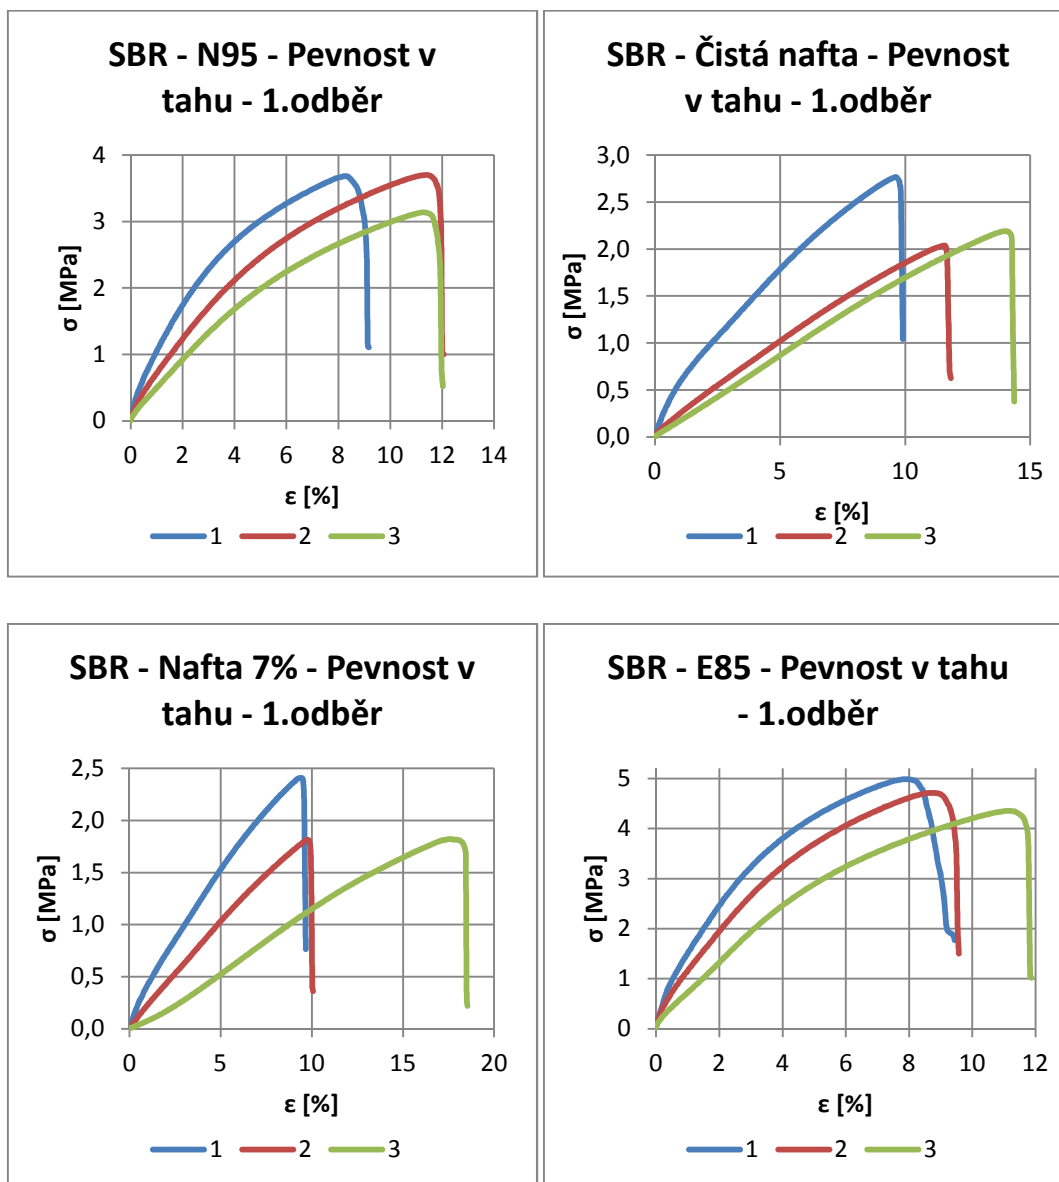 SBR - N95 - Pevnost v
tahu - 1.odběr
4
3
2
1
0
σ [MPa]
0 2 4 6 8 10 12 14
ε [%]
1 2 3
SBR - Čistá nafta - Pevnost
v tahu - 1.odběr
3,0
2,5
2,0
1,5
1,0
0,5
0,0
σ [MPa]
0 5 10 15
ε [%]
1 2 3
SBR - Nafta 7% - Pevnost v
tahu - 1.odběr
2,5
2,0
1,5
1,0
0,5
0,0
σ [MPa]
0 5 10 15 20
ε [%]
1 2 3
SBR - E85 - Pevnost v tahu
- 1.odběr
5
4
3
2
1
0
σ [MPa]
0 2 4 6 8 10 12
ε [%]
1 2 3